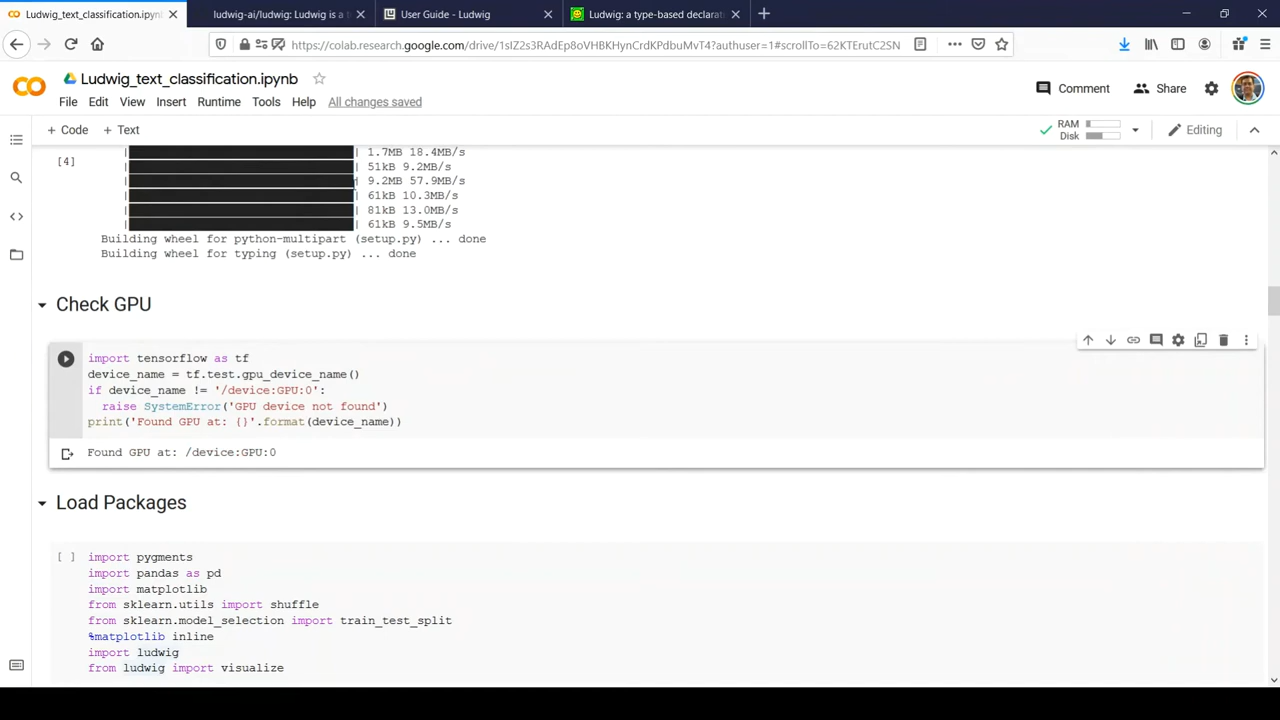 Ludwig_text_classification.ipynb
ludwig-ai/ludwig: Ludwig is a t
User Guide - Ludwig
Ludwig: a type-based declarat
https://colab.research.google.com/drive/1sIZ2s3RAdEp8oVHBKHynCrdKPdbuMvT4?authuser=1#scrollTo=62KTErutC2SN
Ludwig_text_classification.ipynb
Comment
Share
File Edit View Insert Runtime Tools Help All changes saved
+ Code + Text
RAM
Disk
Editing
[4]
| 1.7MB 18.4MB/s
| 51kB 9.2MB/s
| 9.2MB 57.9MB/s
| 61kB 10.3MB/s
| 81kB 13.0MB/s
| 61kB 9.5MB/s
Building wheel for python-multipart (setup.py) ... done
Building wheel for typing (setup.py) ... done
Check GPU
import tensorflow as tf
device_name = tf.test.gpu_device_name()
if device_name != '/device:GPU:0':
raise SystemError('GPU device not found')
print('Found GPU at: {}'.format(device_name))
Found GPU at: /device:GPU:0
Load Packages
[ ]
import pygments
import pandas as pd
import matplotlib
from sklearn.utils import shuffle
from sklearn.model_selection import train_test_split
%matplotlib inline
import ludwig
from ludwig import visualize